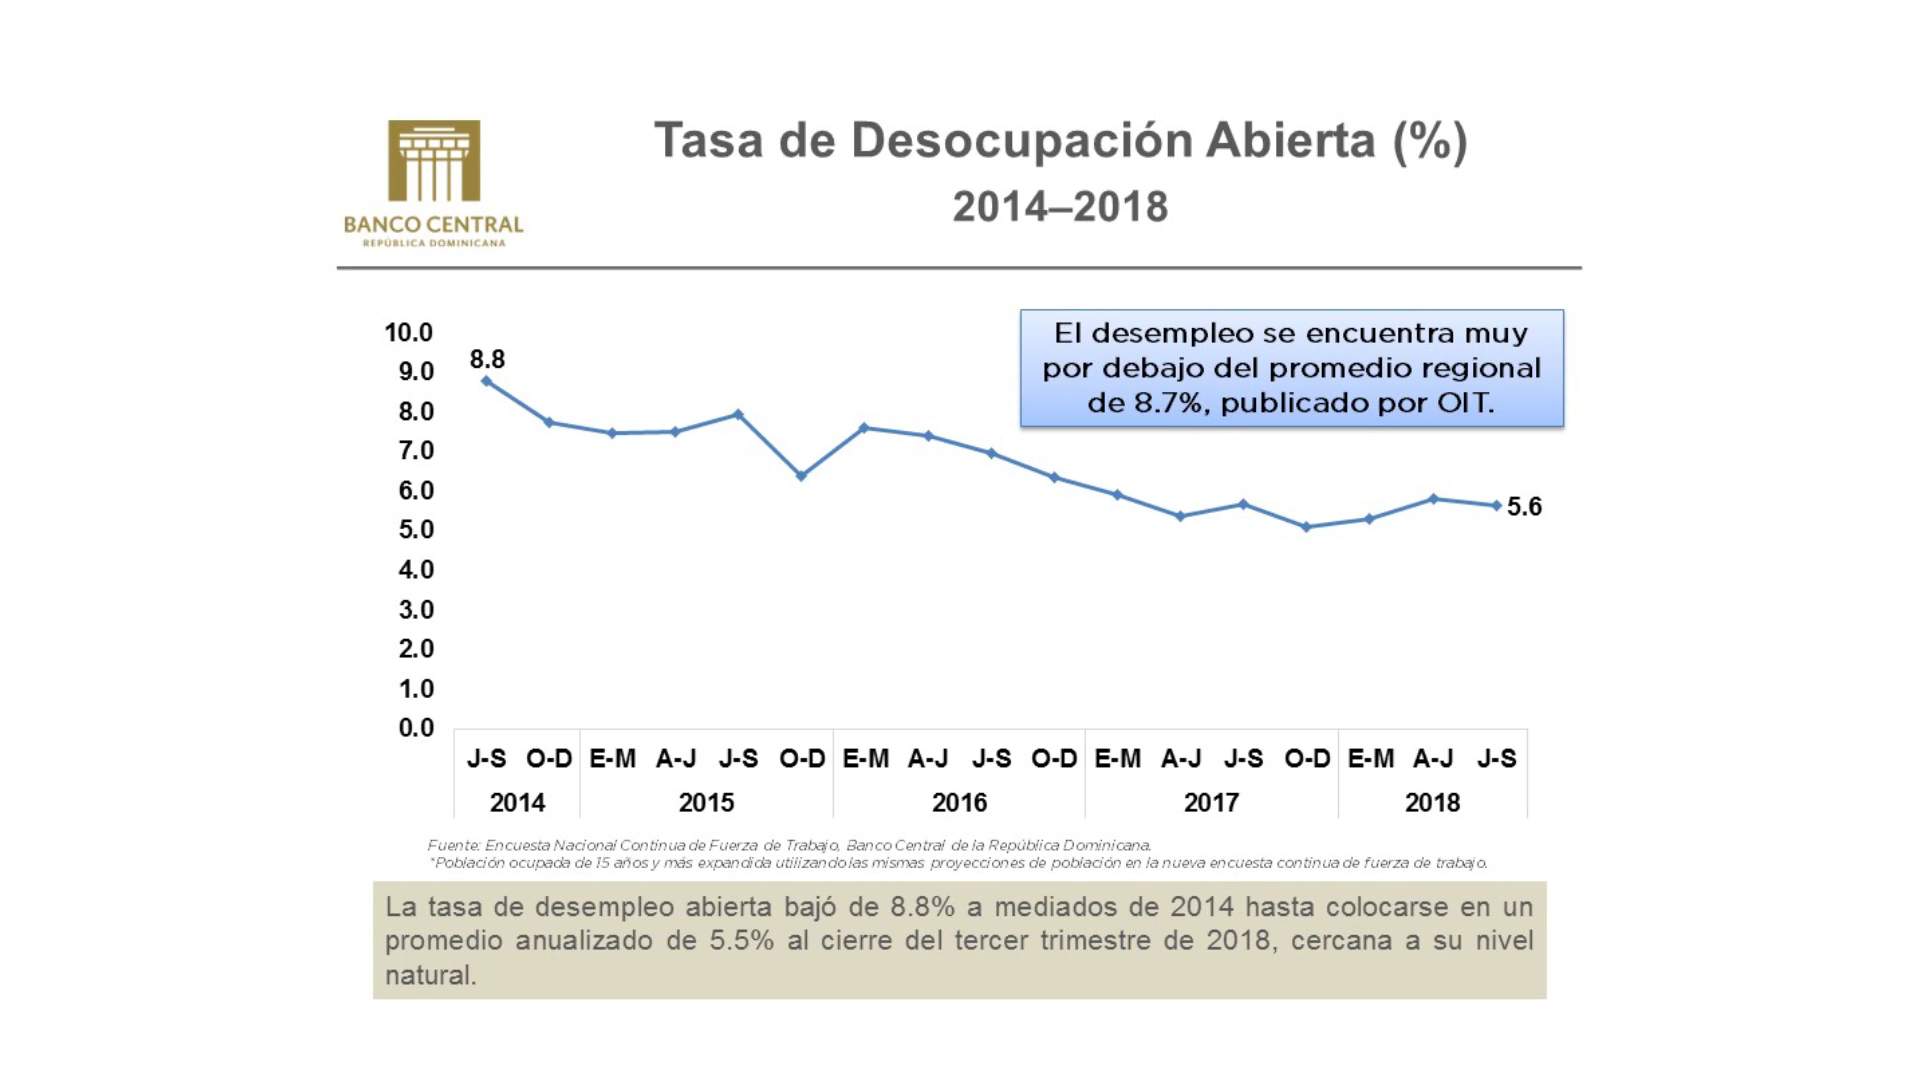 BANCO CENTRAL
REPÚBLICA DOMINICANA
Tasa de Desocupación Abierta (%)
2014–2018
El desempleo se encuentra muy
por debajo del promedio regional
de 8.7%, publicado por OIT.
10.0
9.0
8.0
7.0
6.0
5.0
4.0
3.0
2.0
1.0
0.0
8.8
5.6
J-S O-D E-M A-J J-S O-D E-M A-J J-S O-D E-M A-J J-S O-D E-M A-J J-S
2014 2015 2016 2017 2018
Fuente: Encuesta Nacional Continua de Fuerza de Trabajo, Banco Central de la República Dominicana.
*Población ocupada de 15 años y más expandida utilizando las mismas proyecciones de población en la nueva encuesta continua de fuerza de trabajo.
La tasa de desempleo abierta bajó de 8.8% a mediados de 2014 hasta colocarse en un
promedio anualizado de 5.5% al cierre del tercer trimestre de 2018, cercana a su nivel
natural.